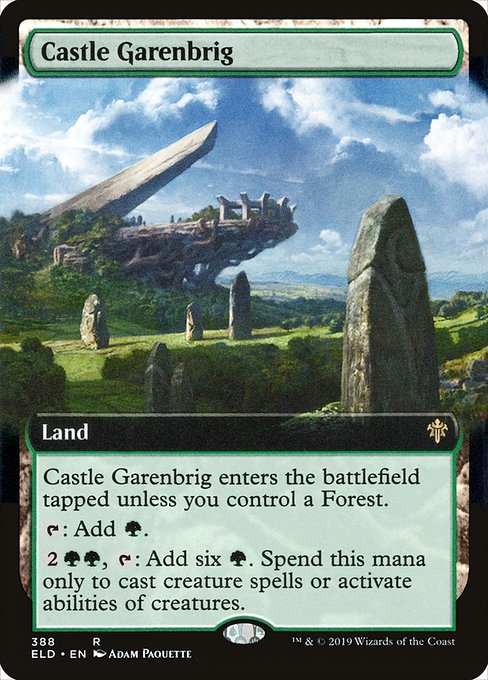 Castle Garenbrig
Land
Castle Garenbrig enters the battlefield
tapped unless you control a Forest.
: Add .
2, : Add six . Spend this mana
only to cast creature spells or activate
abilities of creatures.
388 R
ELD • EN Adam Paquette
™ & © 2019 Wizards of the Coast